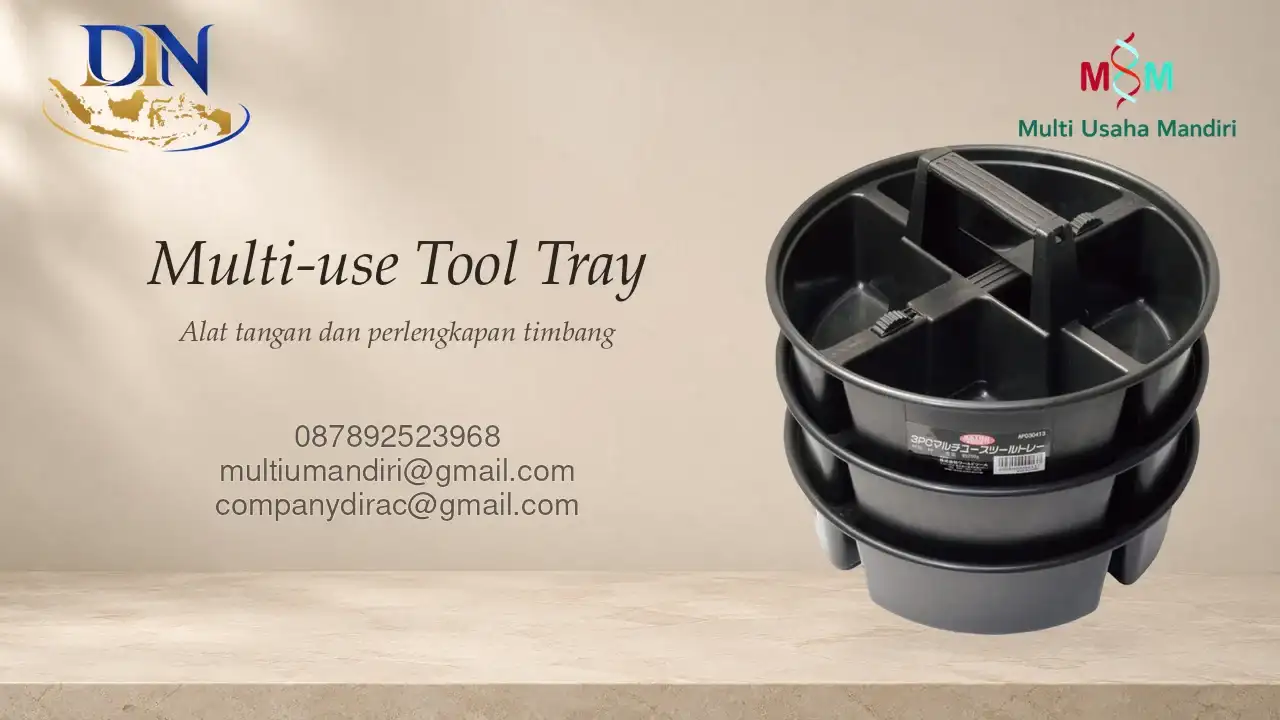 DN
MSM
Multi Usaha Mandiri
Multi-use Tool Tray
Alat tangan dan perlengkapan timbang
087892523968
multiumandiri@gmail.com
companydirac@gmail.com
3PCマルチユースツールトレー